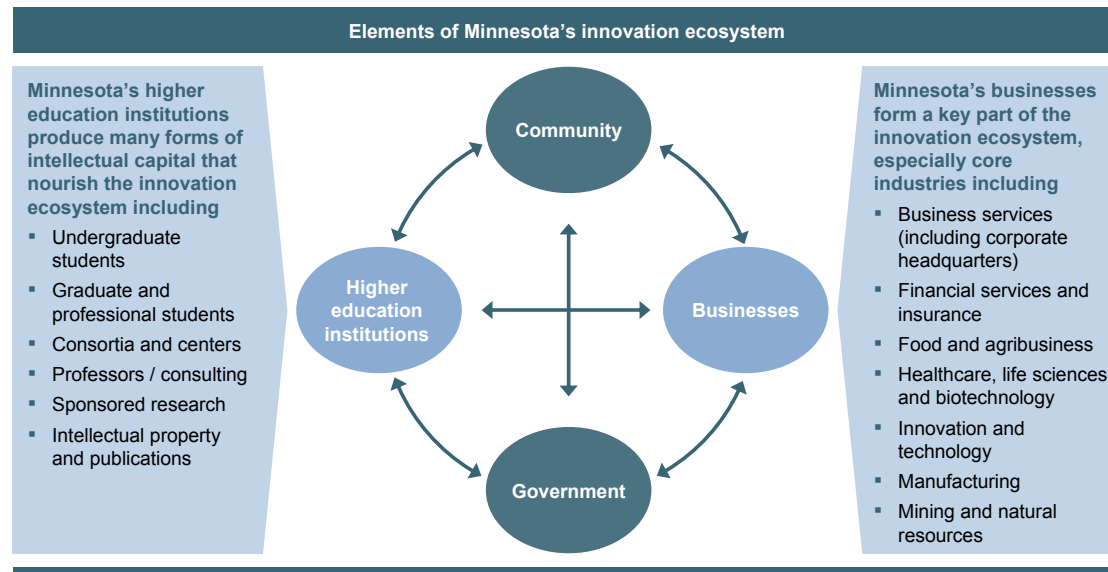 Elements of Minnesota's innovation ecosystem
Minnesota's higher
education institutions
produce many forms of
intellectual capital that
nourish the innovation
ecosystem including
▪ Undergraduate
students
▪ Graduate and
professional students
▪ Consortia and centers
▪ Professors / consulting
▪ Sponsored research
▪ Intellectual property
and publications
Community
Higher
education
institutions
Businesses
Government
Minnesota's businesses
form a key part of the
innovation ecosystem,
especially core
industries including
▪ Business services
(including corporate
headquarters)
▪ Financial services and
insurance
▪ Food and agribusiness
▪ Healthcare, life sciences
and biotechnology
▪ Innovation and
technology
▪ Manufacturing
▪ Mining and natural
resources